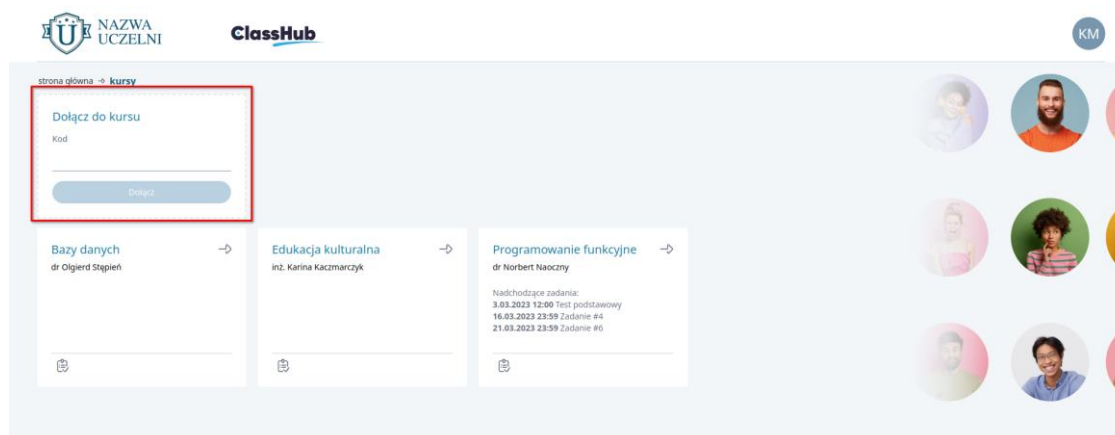 NAZWA
UCZELNI
ClassHub
KM
strona główna → kursy
Dołącz do kursu
Kod
Dołącz
Bazy danych
dr Olgierd Stępień
Edukacja kulturalna
inż. Karina Kaczmarczyk
Programowanie funkcyjne
dr Norbert Naoczny
Nadchodzące zadania:
3.03.2023 12:00 Test podstawowy
16.03.2023 23:59 Zadanie #4
21.03.2023 23:59 Zadanie #6